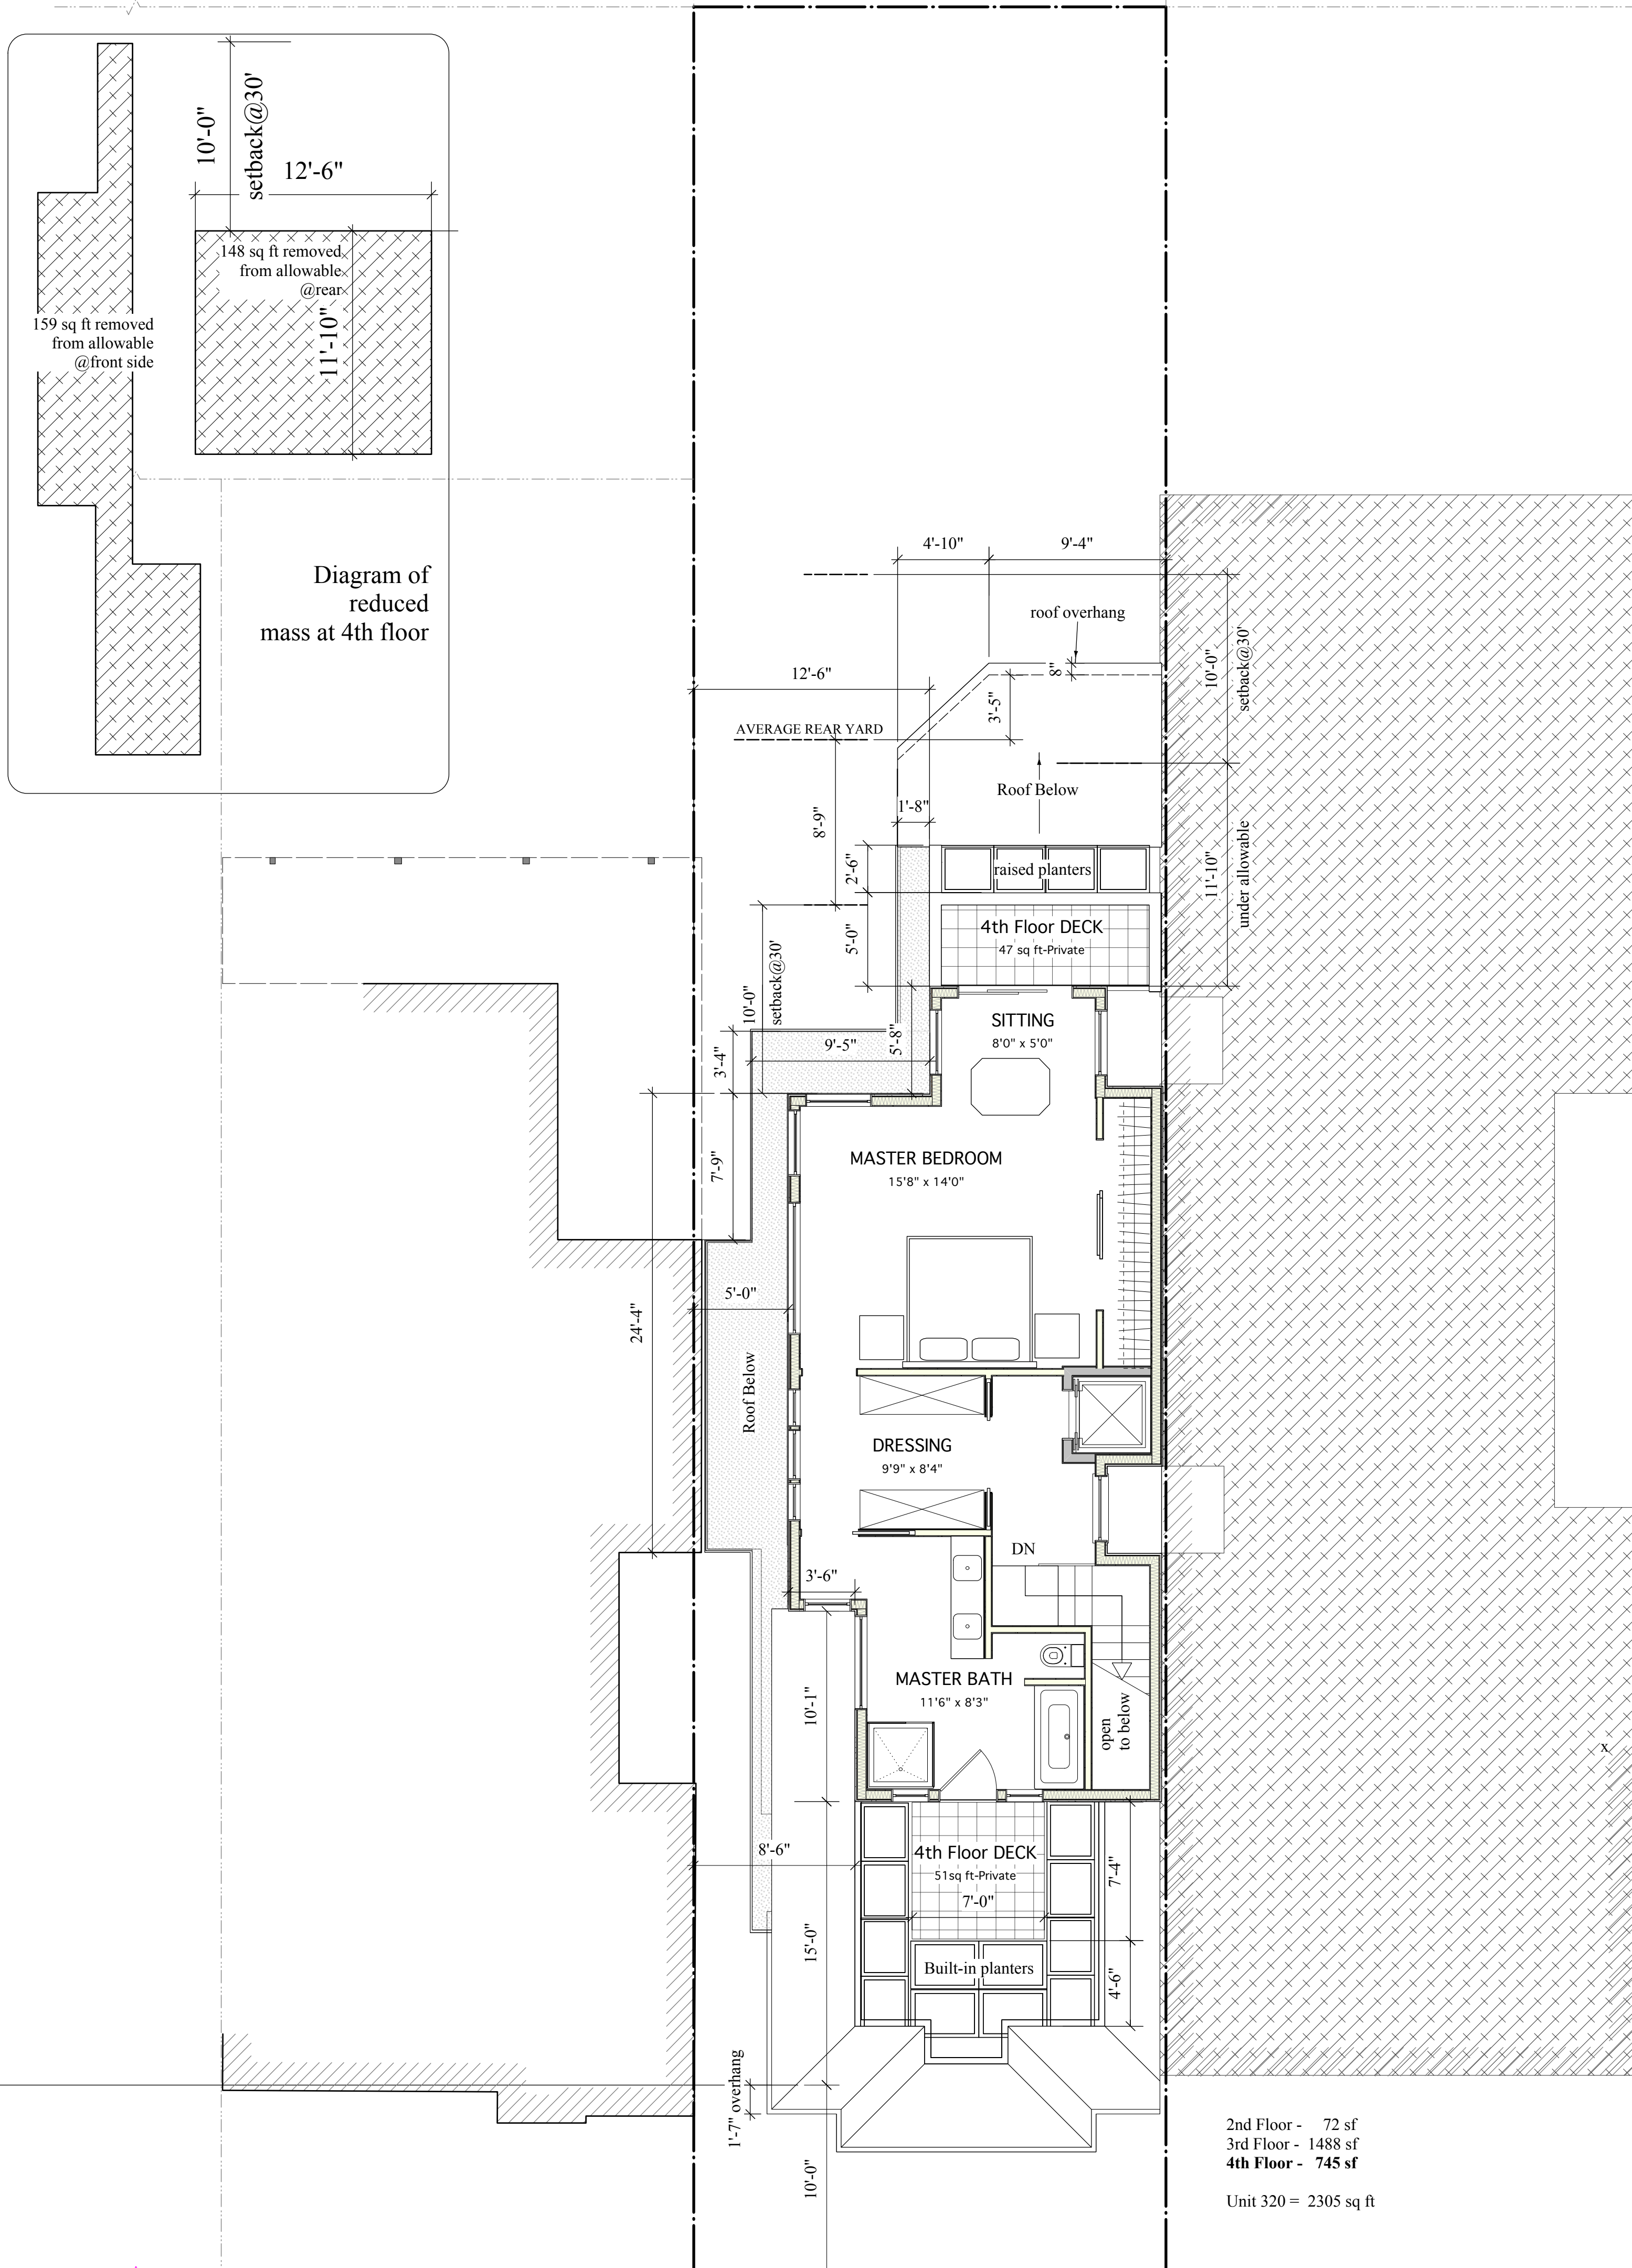 10'-0"
setback@30'
12'-6"
148 sq ft removed
from allowable
@rear
11'-10"
159 sq ft removed
from allowable
@front side
Diagram of
reduced
mass at 4th floor
4'-10"
9'-4"
roof overhang
8"
10'-0"
setback@30'
12'-6"
3'-5"
AVERAGE REAR YARD
Roof Below
1'-8"
8'-9"
2'-6"
raised planters
11'-10"
under allowable
4th Floor DECK
47 sq ft-Private
5'-0"
10'-0"
setback@30'
SITTING
8'0" x 5'0"
5'-8"
9'-5"
3'-4"
MASTER BEDROOM
15'8" x 14'0"
7'-9"
5'-0"
24'-4"
Roof Below
DRESSING
9'9" x 8'4"
DN
3'-6"
MASTER BATH
11'6" x 8'3"
10'-1"
open
to below
x
8'-6"
4th Floor DECK
51sq ft-Private
7'-0"
7'-4"
15'-0"
Built-in planters
4'-6"
1'-7" overhang
10'-0"
2nd Floor - 72 sf
3rd Floor - 1488 sf
4th Floor - 745 sf
Unit 320 = 2305 sq ft